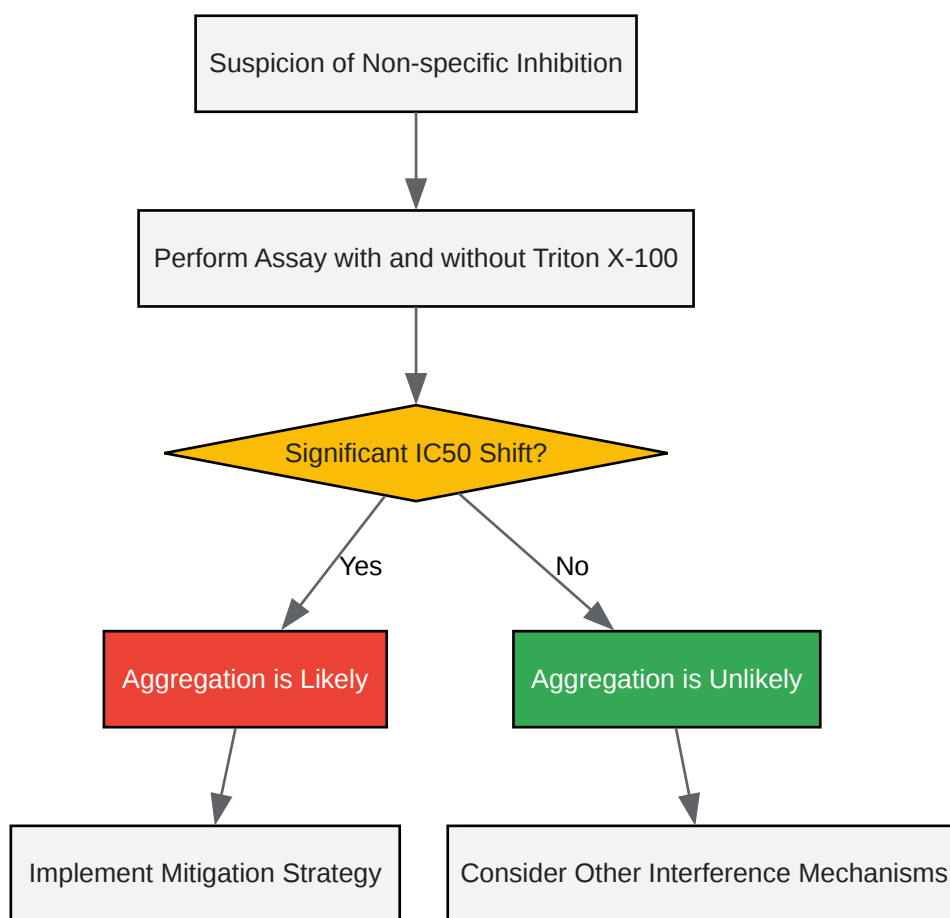 Suspicion of Non-specific Inhibition
Perform Assay with and without Triton X-100
Significant IC50 Shift?
Yes
No
Aggregation is Likely
Aggregation is Unlikely
Implement Mitigation Strategy
Consider Other Interference Mechanisms